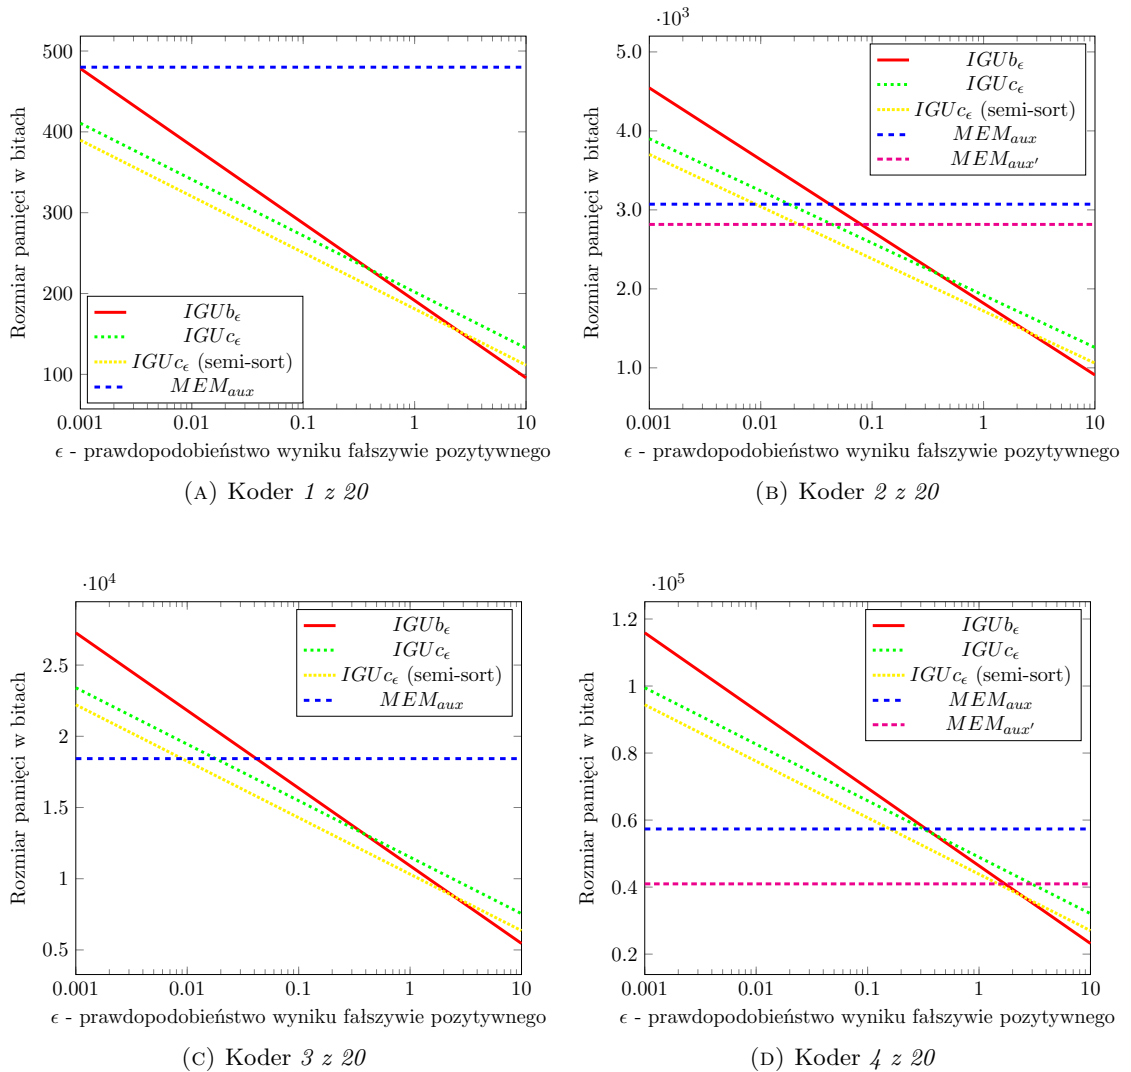 500
400
300
200
100
Rozmiar pamięci w bitach
IGUb_ϵ
IGUc_ϵ
IGUc_ϵ (semi-sort)
MEM_aux
0.001 0.01 0.1 1 10
ϵ - prawdopodobieństwo wyniku fałszywie pozytywnego
(A) Koder 1 z 20
·10³
5.0
4.0
3.0
2.0
1.0
Rozmiar pamięci w bitach
IGUb_ϵ
IGUc_ϵ
IGUc_ϵ (semi-sort)
MEM_aux
MEM_aux'
0.001 0.01 0.1 1 10
ϵ - prawdopodobieństwo wyniku fałszywie pozytywnego
(B) Koder 2 z 20
·10⁴
2.5
2
1.5
1
0.5
Rozmiar pamięci w bitach
IGUb_ϵ
IGUc_ϵ
IGUc_ϵ (semi-sort)
MEM_aux
0.001 0.01 0.1 1 10
ϵ - prawdopodobieństwo wyniku fałszywie pozytywnego
(C) Koder 3 z 20
·10⁵
1.2
1
0.8
0.6
0.4
0.2
Rozmiar pamięci w bitach
IGUb_ϵ
IGUc_ϵ
IGUc_ϵ (semi-sort)
MEM_aux
MEM_aux'
0.001 0.01 0.1 1 10
ϵ - prawdopodobieństwo wyniku fałszywie pozytywnego
(D) Koder 4 z 20